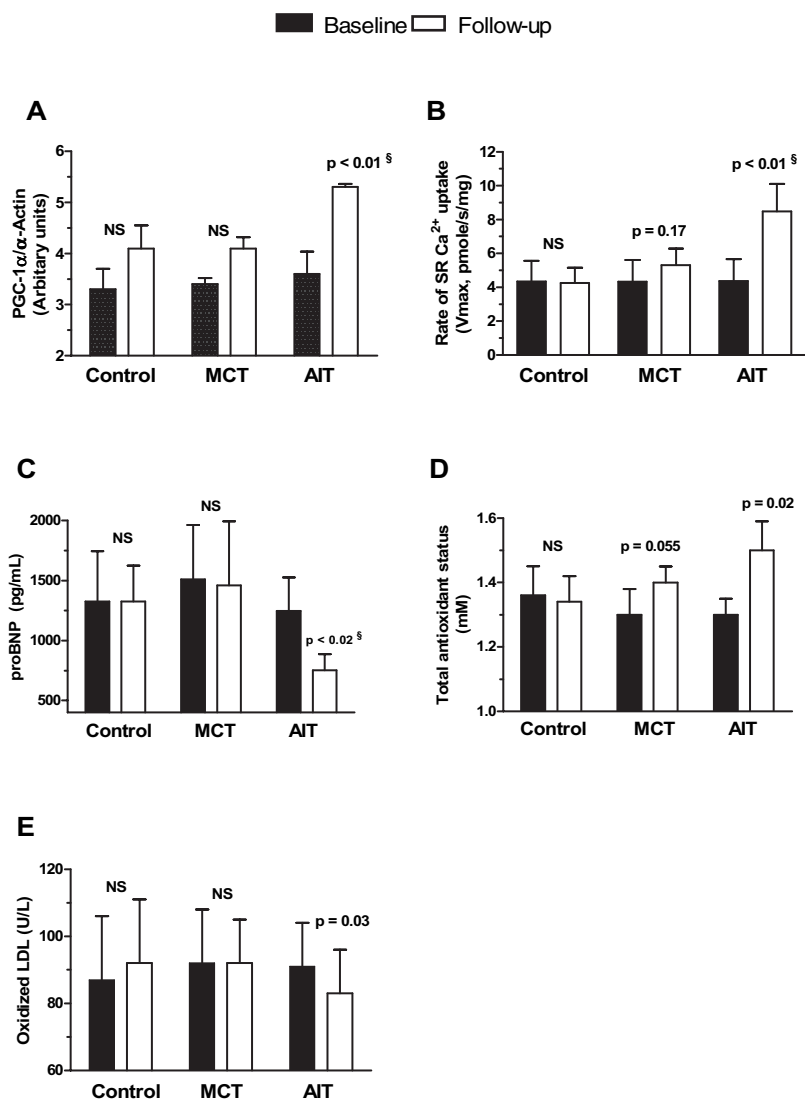 Baseline Follow-up
A
PGC-1α/α-Actin
(Arbitary units)
6
5
4
3
2
NS
NS
p < 0.01 §
Control MCT AIT
B
Rate of SR Ca²⁺ uptake
(Vmax, pmole/s/mg)
12
10
8
6
4
2
0
NS
p = 0.17
p <0.01 §
Control MCT AIT
C
proBNP (pg/mL)
2000
1500
1000
500
NS
NS
p < 0.02 §
Control MCT AIT
D
Total antioxidant status
(mM)
1.6
1.4
1.2
1.0
NS
p = 0.055
p = 0.02
Control MCT AIT
E
Oxidized LDL (U/L)
120
100
80
60
NS
NS
p = 0.03
Control MCT AIT